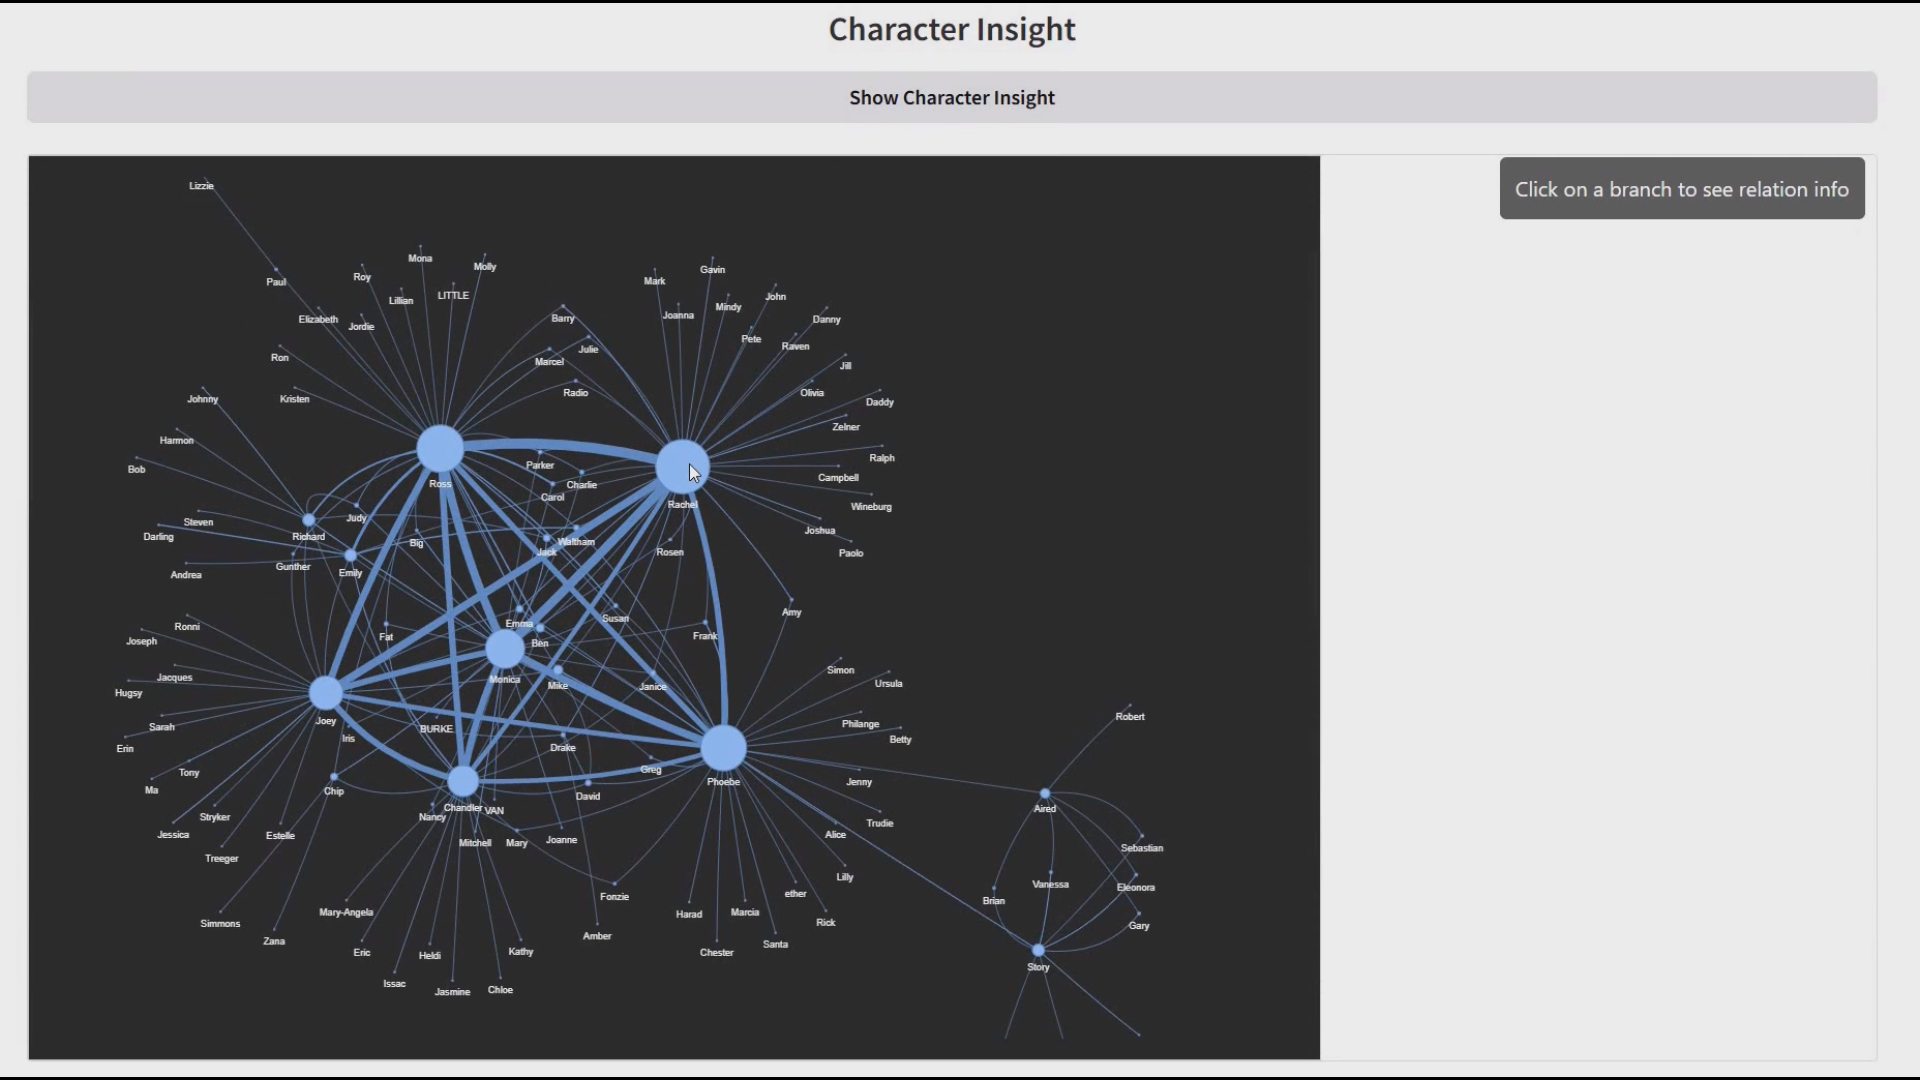 Character Insight
Show Character Insight
Click on a branch to see relation info
Lizzie
Mona
Molly
Gavin
Paul
Roy
Mark
Lillian
LITTLE
John
Mindy
Joanna
Elizabeth
Jordie
Barry
Danny
Pete
Raven
Ron
Julie
Marcel
Jill
Kristen
Radio
Olivia
Johnny
Daddy
Harmon
Zelner
Bob
Parker
Ralph
Ross
Charlie
Campbell
Carol
Rachel
Wineburg
Steven
Judy
Darling
Richard
Big
Waltham
Joshua
Jack
Rosen
Paolo
Andrea
Gunther
Emily
Amy
Ronni
Emma
Susan
Joseph
Fat
Ben
Frank
Jacques
Monica
Mike
Janice
Simon
Ursula
Hugsy
Sarah
Joey
BURKE
Philange
Robert
Erin
Iris
Drake
Betty
Tony
Greg
Phoebe
Jenny
Ma
Chip
David
Stryker
Nancy
Chandler
VAN
Aired
Jessica
Estelle
Mitchell
Mary
Joanne
Alice
Trudie
Treeger
Sebastian
Lilly
Vanessa
Eleonora
Fonzie
ether
Brian
Simmons
Mary-Angela
Harad
Marcia
Rick
Gary
Zana
Amber
Eric
Heldi
Kathy
Chester
Santa
Story
Issac
Jasmine
Chloe